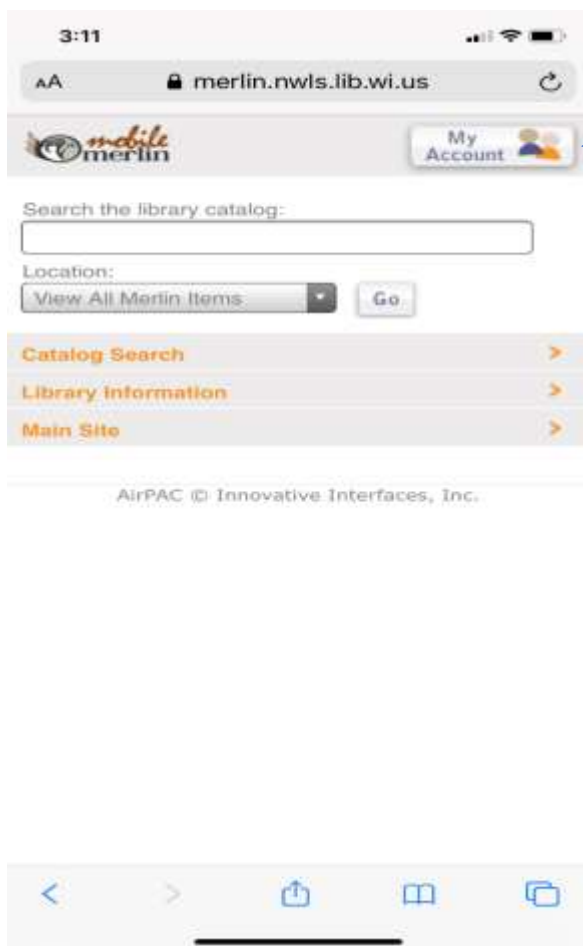 3:11
AA merlin.nwls.lib.wi.us
mobile
merlin
My
Account
Search the library catalog:
Location:
View All Merlin Items Go
Catalog Search >
Library Information >
Main Site >
AirPAC © Innovative Interfaces, Inc.